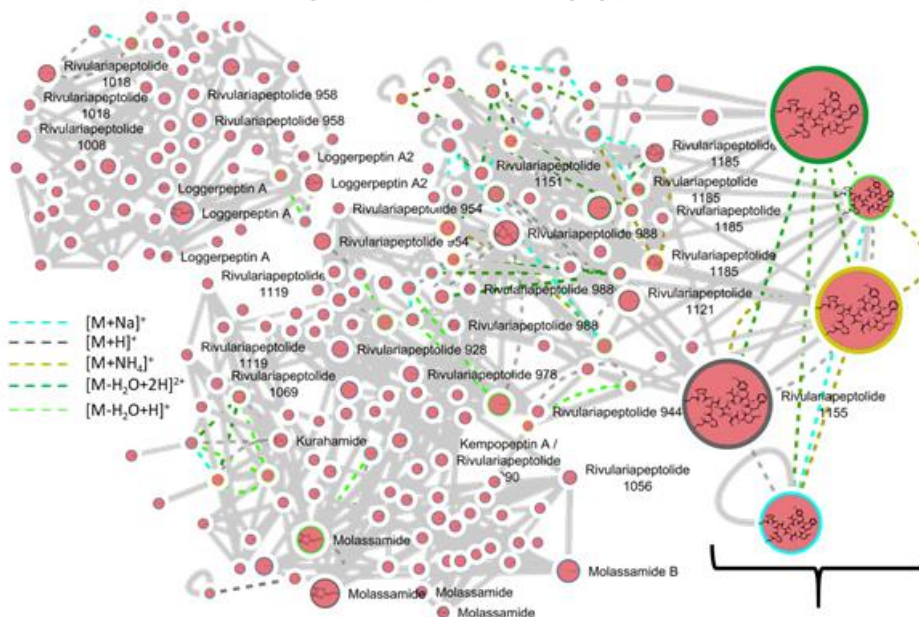 Rivulariapeptolide
1018
Rivulariapeptolide
1018
Rivulariapeptolide
1008
Rivulariapeptolide 958
Rivulariapeptolide 958
Loggerpeptin A2
Loggerpeptin A2
Loggerpeptin A
Loggerpeptin A
Loggerpeptin A
Rivulariapeptolide
1151
Rivulariapeptolide
1185
Rivulariapeptolide
1185
Rivulariapeptolide
1185
Rivulariapeptolide
1185
Rivulariapeptolide 954
Rivulariapeptolide 954
Rivulariapeptolide 988
Rivulariapeptolide 988
Rivulariapeptolide 988
Rivulariapeptolide
1121
Rivulariapeptolide
1119
Rivulariapeptolide
1119
Rivulariapeptolide 928
Rivulariapeptolide 978
Rivulariapeptolide
1069
Rivulariapeptolide 944
Rivulariapeptolide
1155
[M+Na]⁺
[M+H]⁺
[M+NH₄]⁺
[M-H₂O+2H]²⁺
[M-H₂O+H]⁺
Kurahamide
Kempopeptin A /
Rivulariapeptolide
Rivulariapeptolide
1056
Molassamide
Molassamide
Molassamide
Molassamide
Molassamide B